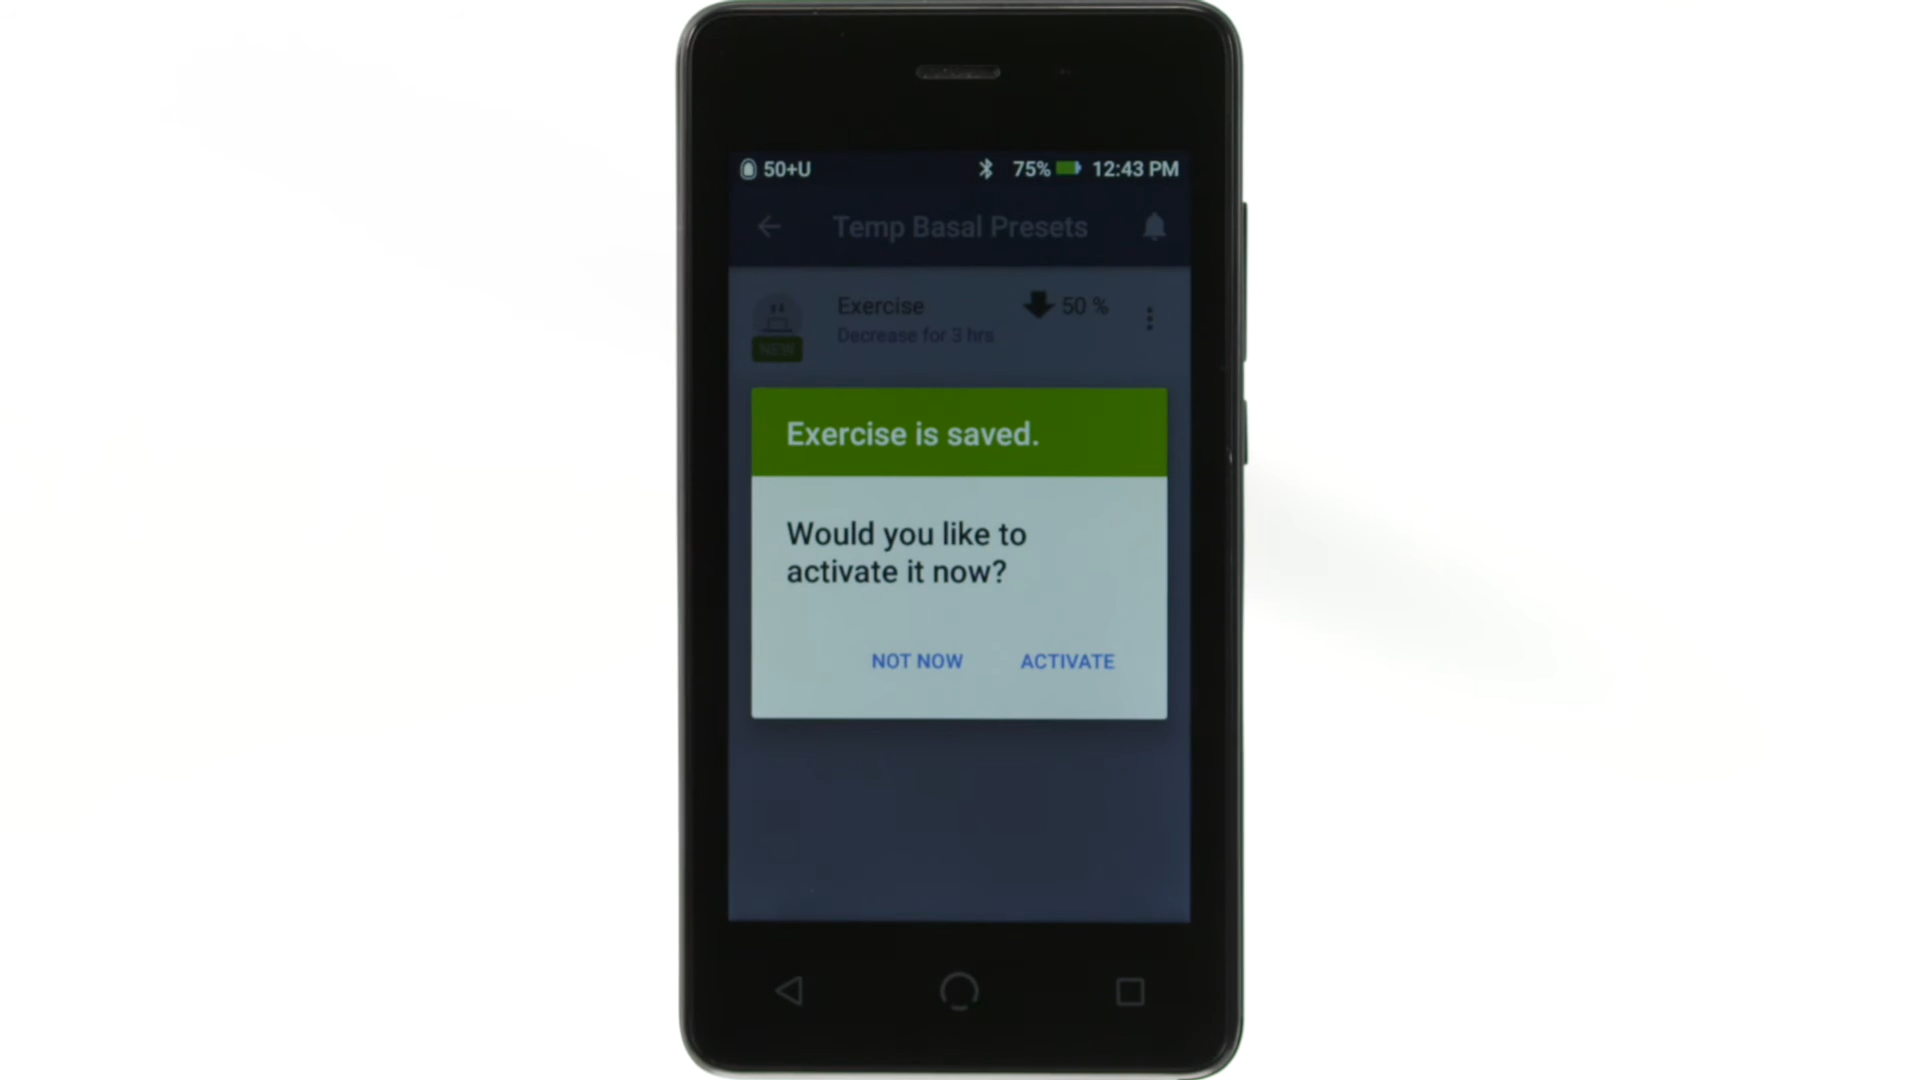 50+U 75% 12:43 PM
Temp Basal Presets
Exercise 50 %
Decrease for 3 hrs
NEW
Exercise is saved.
Would you like to
activate it now?
NOT NOW ACTIVATE